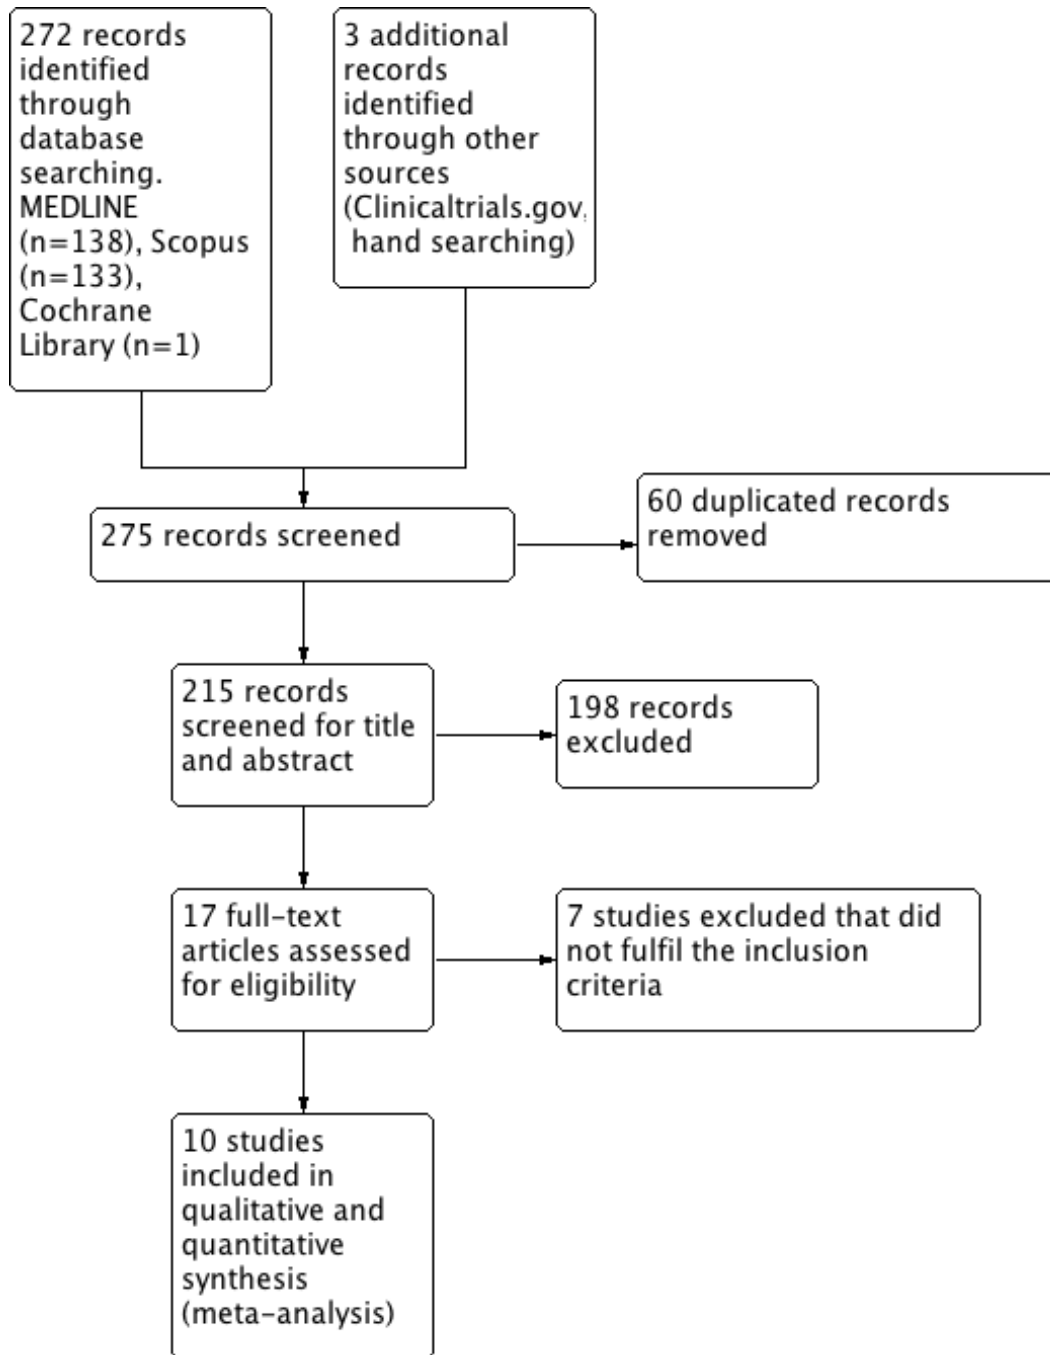 272 records
identified
through
database
searching.
MEDLINE
(n=138), Scopus
(n=133),
Cochrane
Library (n=1)
3 additional
records
identified
through other
sources
(Clinicaltrials.gov,
hand searching)
275 records screened
60 duplicated records
removed
215 records
screened for title
and abstract
198 records
excluded
17 full-text
articles assessed
for eligibility
7 studies excluded that did
not fulfil the inclusion
criteria
10 studies
included in
qualitative and
quantitative
synthesis
(meta-analysis)